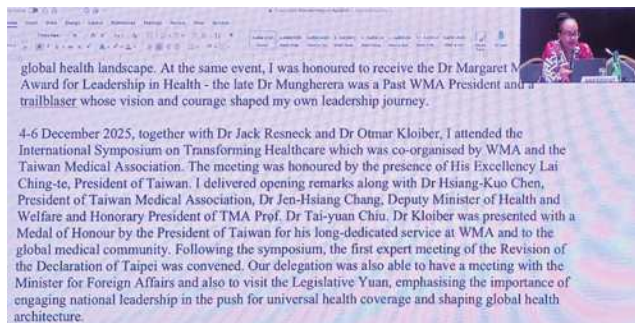 global health landscape. At the same event, I was honoured to receive the Dr Margaret
Award for Leadership in Health - the late Dr Mungherera was a Past WMA President and a
trailblaser whose vision and courage shaped my own leadership journey.
4-6 December 2025, together with Dr Jack Resneck and Dr Otmar Kloiber, I attended the
International Symposium on Transforming Healthcare which was co-organised by WMA and the
Taiwan Medical Association. The meeting was honoured by the presence of His Excellency Lai
Ching-te, President of Taiwan. I delivered opening remarks along with Dr Hsiang-Kuo Chen,
President of Taiwan Medical Association, Dr Jen-Hsiang Chang, Deputy Minister of Health and
Welfare and Honorary President of TMA Prof. Dr Tai-yuan Chiu. Dr Kloiber was presented with a
Medal of Honour by the President of Taiwan for his long-dedicated service at WMA and to the
global medical community. Following the symposium, the first expert meeting of the Revision of
the Declaration of Taipei was convened. Our delegation was also able to have a meeting with the
Minister for Foreign Affairs and also to visit the Legislative Yuan, emphasising the importance of
engaging national leadership in the push for universal health coverage and shaping global health
architecture.